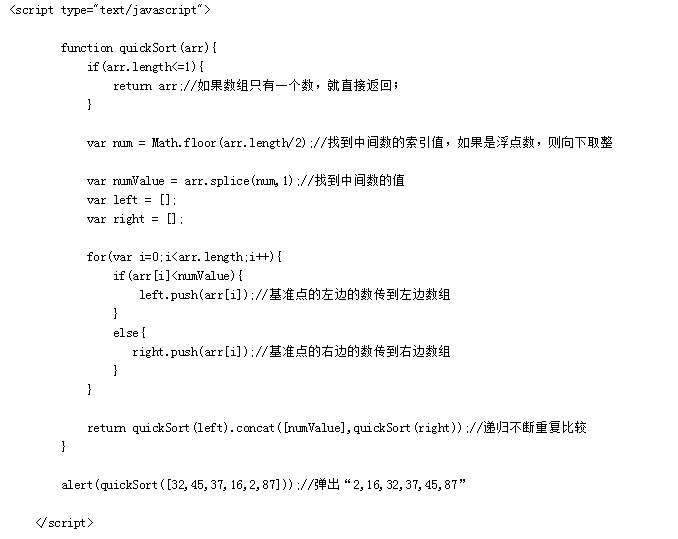 <script type="text/javascript">
function quickSort(arr){
if(arr.length<=1){
return arr;//如果数组只有一个数，就直接返回；
}
var num = Math.floor(arr.length/2);//找到中间数的索引值，如果是浮点数，则向下取整
var numValue = arr.splice(num,1);//找到中间数的值
var left = [];
var right = [];
for(var i=0;i<arr.length;i++){
if(arr[i]<numValue){
left.push(arr[i]);//基准点的左边的数传到左边数组
}
else{
right.push(arr[i]);//基准点的右边的数传到右边数组
}
}
return quickSort(left).concat([numValue],quickSort(right));//递归不断重复比较
}
alert(quickSort([32,45,37,16,2,87]));//弹出“2,16,32,37,45,87”
</script>